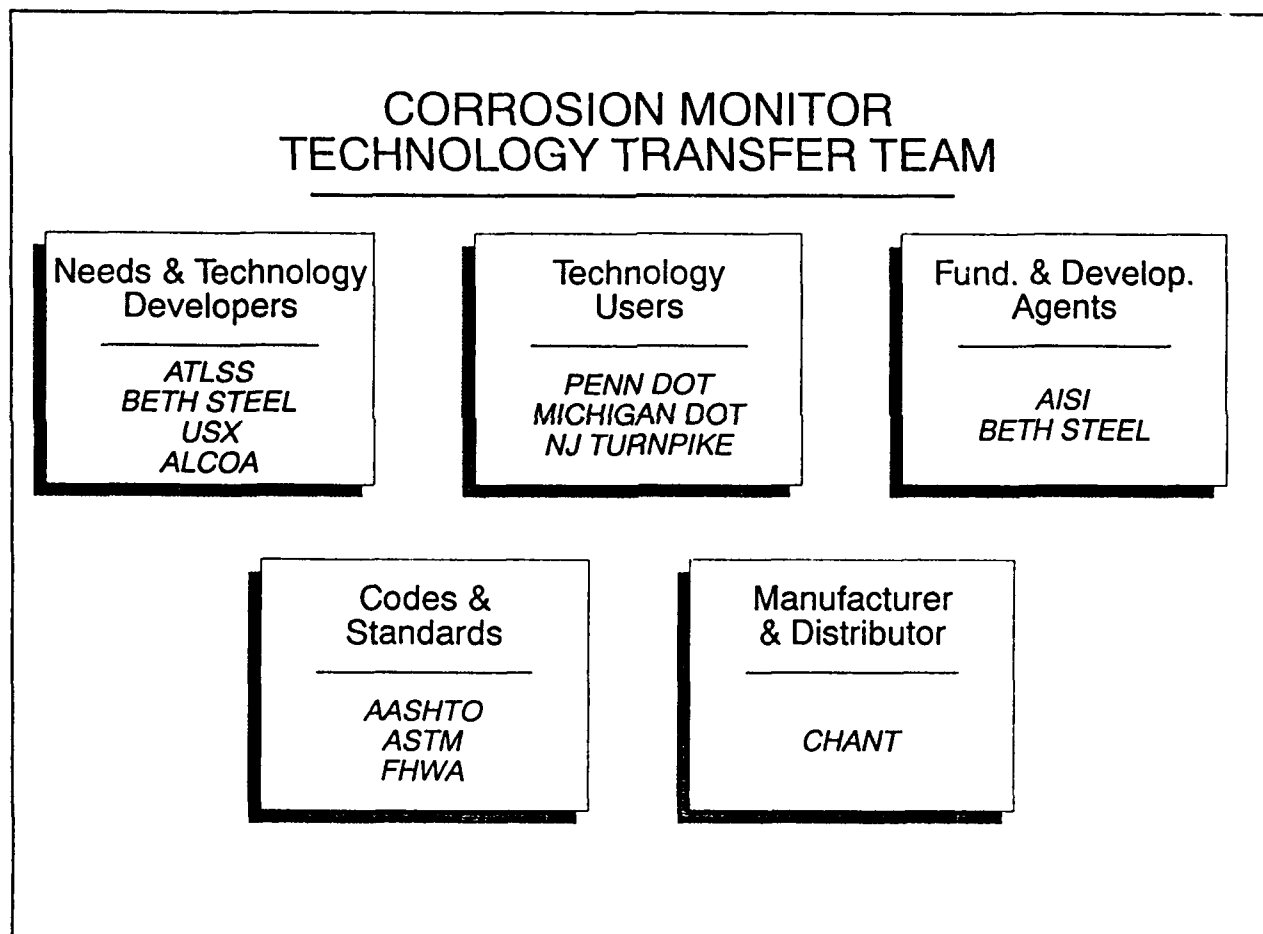 CORROSION MONITOR
TECHNOLOGY TRANSFER TEAM
Needs & Technology
Developers
ATLSS
BETH STEEL
USX
ALCOA
Technology
Users
PENN DOT
MICHIGAN DOT
NJ TURNPIKE
Fund. & Develop.
Agents
AISI
BETH STEEL
Codes &
Standards
AASHTO
ASTM
FHWA
Manufacturer
& Distributor
CHANT